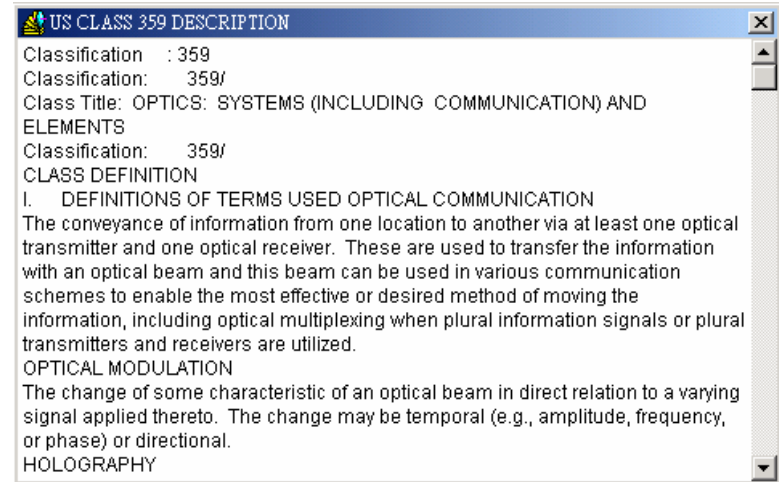 US CLASS 359 DESCRIPTION
Classification : 359
Classification: 359/
Class Title: OPTICS: SYSTEMS (INCLUDING COMMUNICATION) AND
ELEMENTS
Classification: 359/
CLASS DEFINITION
I. DEFINITIONS OF TERMS USED OPTICAL COMMUNICATION
The conveyance of information from one location to another via at least one optical
transmitter and one optical receiver. These are used to transfer the information
with an optical beam and this beam can be used in various communication
schemes to enable the most effective or desired method of moving the
information, including optical multiplexing when plural information signals or plural
transmitters and receivers are utilized.
OPTICAL MODULATION
The change of some characteristic of an optical beam in direct relation to a varying
signal applied thereto. The change may be temporal (e.g., amplitude, frequency,
or phase) or directional.
HOLOGRAPHY